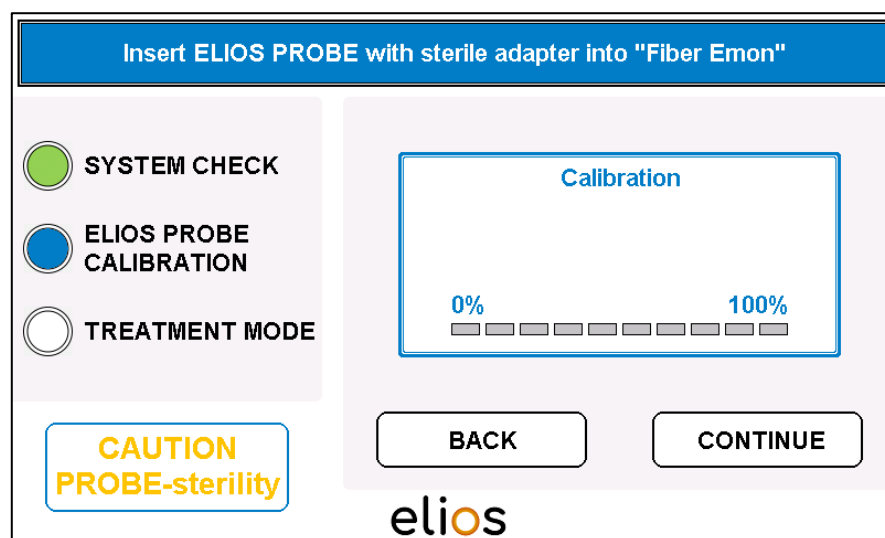 Insert ELIOS PROBE with sterile adapter into "Fiber Emon"
SYSTEM CHECK
ELIOS PROBE
CALIBRATION
TREATMENT MODE
CAUTION
PROBE-sterility
Calibration
0% 100%
BACK CONTINUE
elios